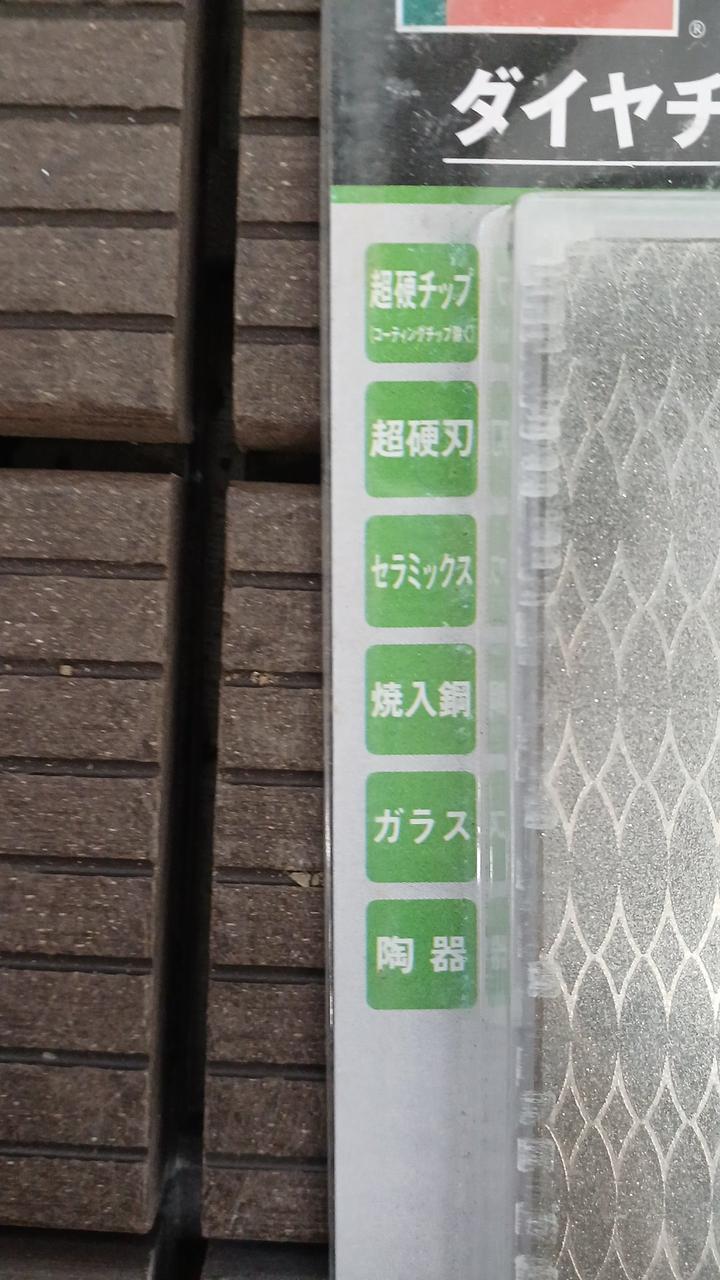 ®
ダイヤチ
超硬チップ
(コーティングチップ除く)
超硬刃
セラミックス
焼入鋼
ガラス
陶器